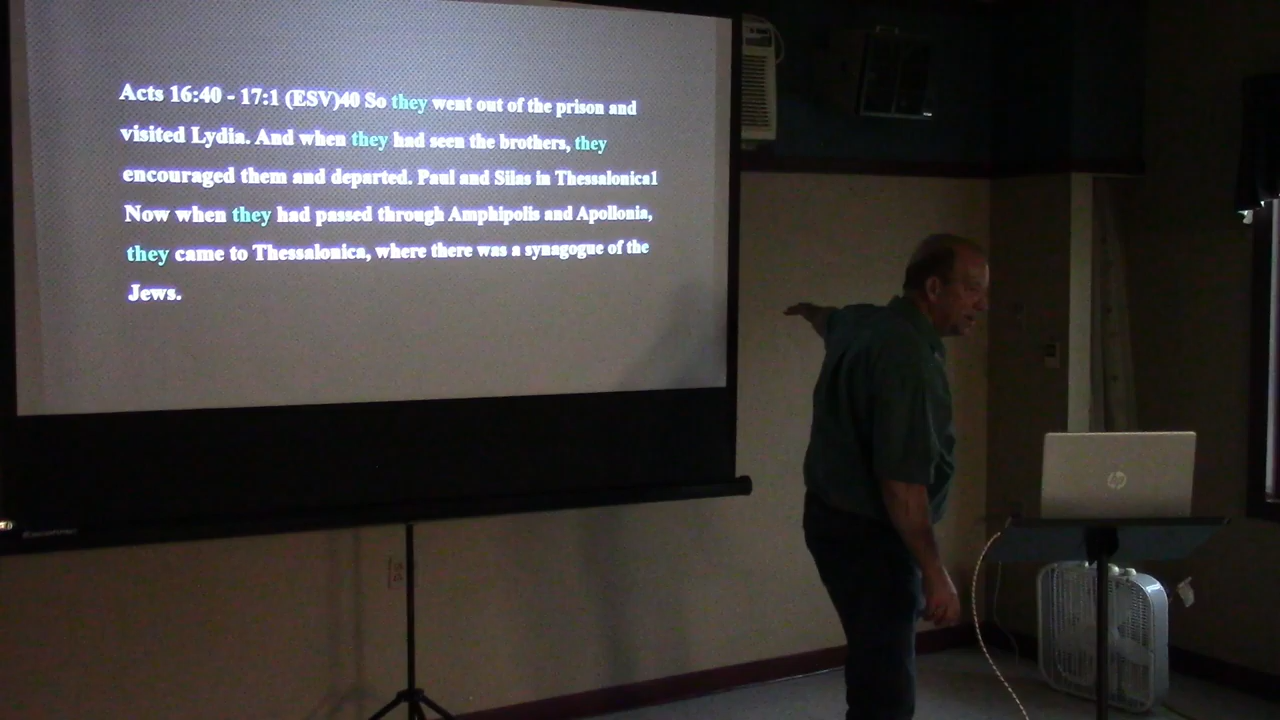 Acts 16:40 - 17:1 (ESV)40 So they went out of the prison and
visited Lydia. And when they had seen the brothers, they
encouraged them and departed. Paul and Silas in Thessalonica1
Now when they had passed through Amphipolis and Apollonia,
they came to Thessalonica, where there was a synagogue of the
Jews.
hp